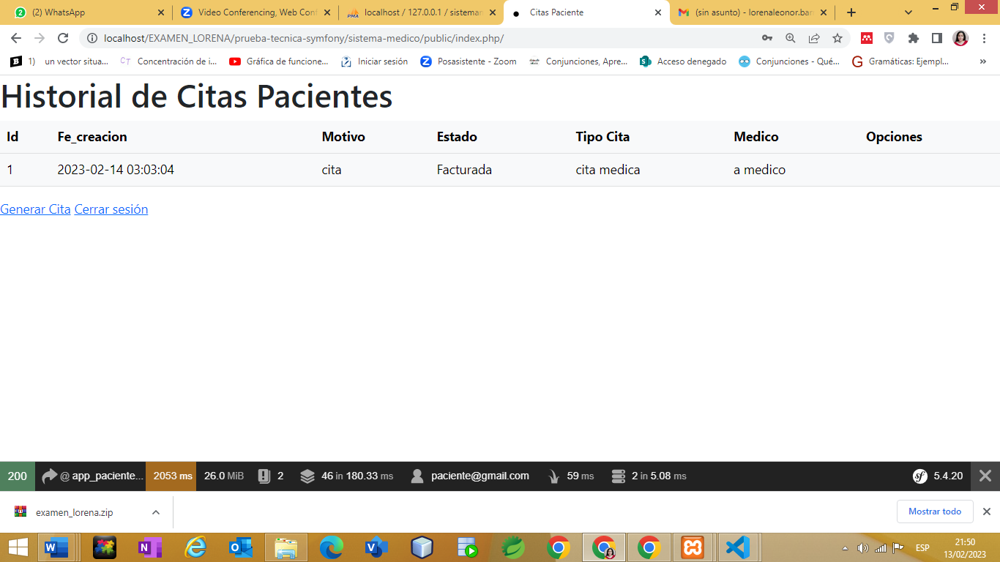 (2) WhatsApp
Video Conferencing, Web Conf
localhost / 127.0.0.1 / sisteman
Citas Paciente
(sin asunto) - lorenaleonor.ban
localhost/EXAMEN_LORENA/prueba-tecnica-symfony/sistema-medico/public/index.php/
1) un vector situa...
Concentración de i...
Gráfica de funcione...
Iniciar sesión
Posasistente - Zoom
Conjunciones, Apre...
Acceso denegado
Conjunciones - Qué...
Gramáticas: Ejempl...
»
Historial de Citas Pacientes
Id Fe_creacion Motivo Estado Tipo Cita Medico Opciones
1 2023-02-14 03:03:04 cita Facturada cita medica a medico
Generar Cita Cerrar sesión
200 @ app_paciente... 2053 ms 26.0 MiB 2 46 in 180.33 ms paciente@gmail.com 59 ms 2 in 5.08 ms sf 5.4.20
examen_lorena.zip
Mostrar todo
ESP
21:50
13/02/2023